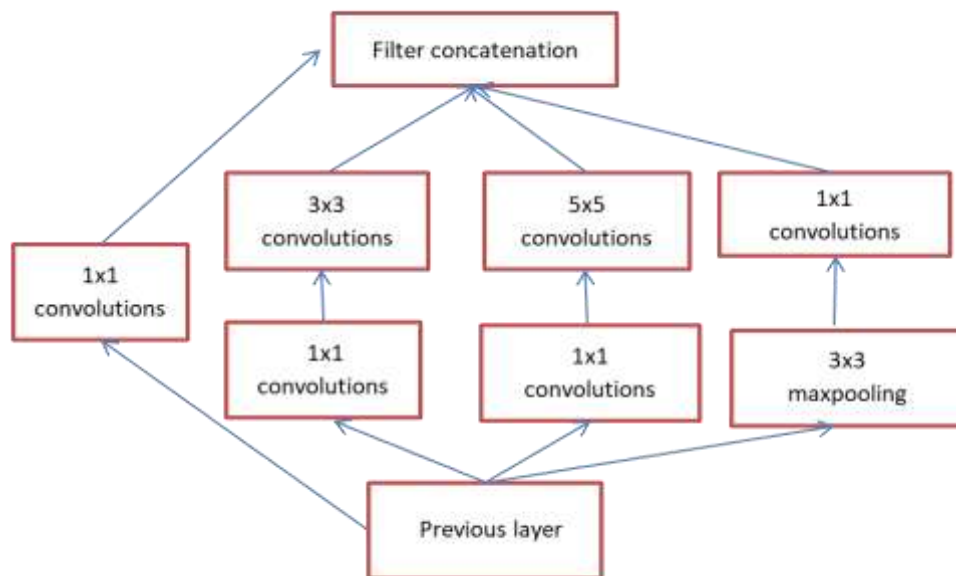 Filter concatenation
3x3
convolutions
5x5
convolutions
1x1
convolutions
1x1
convolutions
1x1
convolutions
1x1
convolutions
3x3
maxpooling
Previous layer